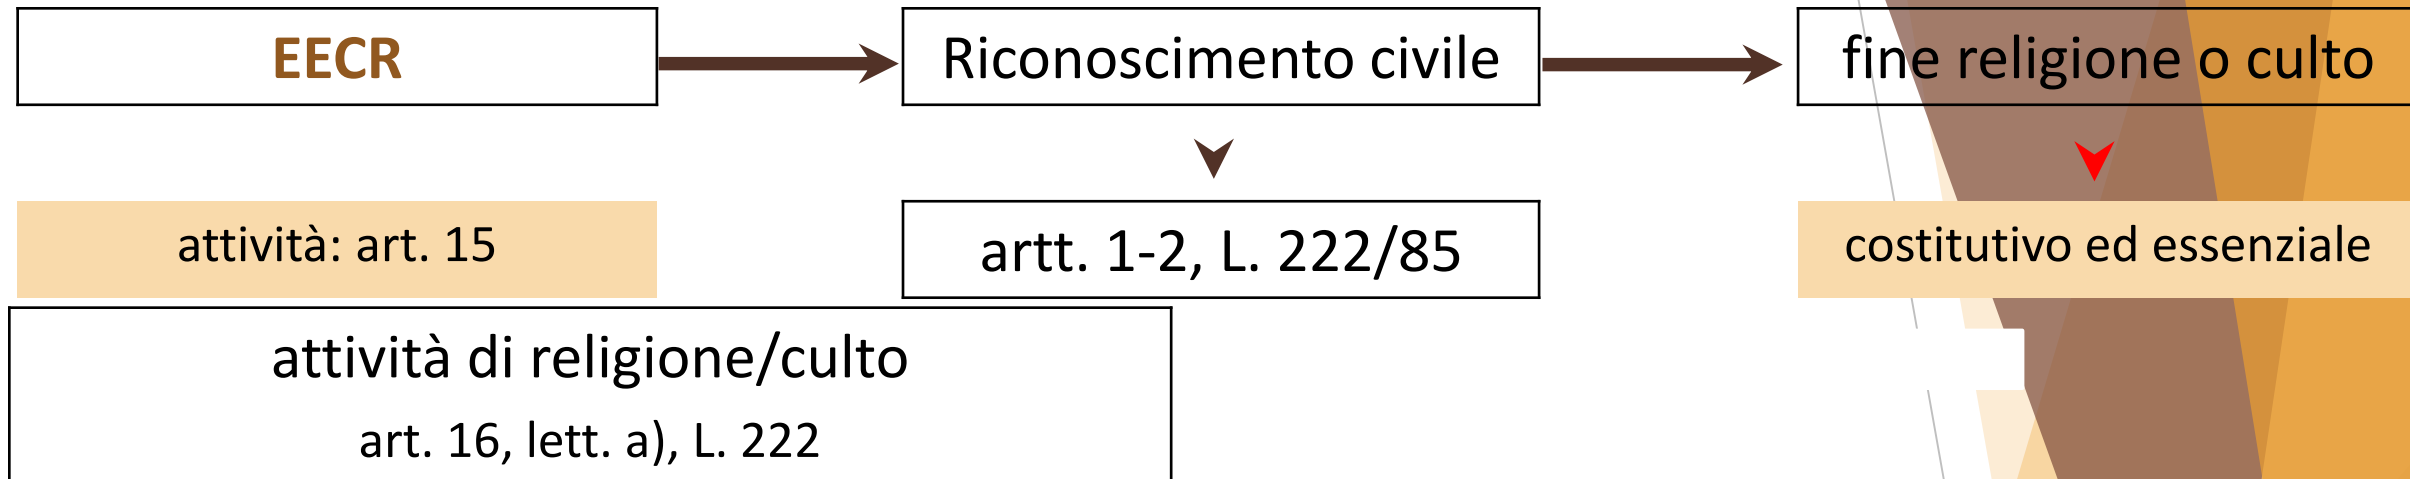 EECR
Riconoscimento civile
fine religione o culto
attività: art. 15
artt. 1-2, L. 222/85
costitutivo ed essenziale
attività di religione/culto
art. 16, lett. a), L. 222